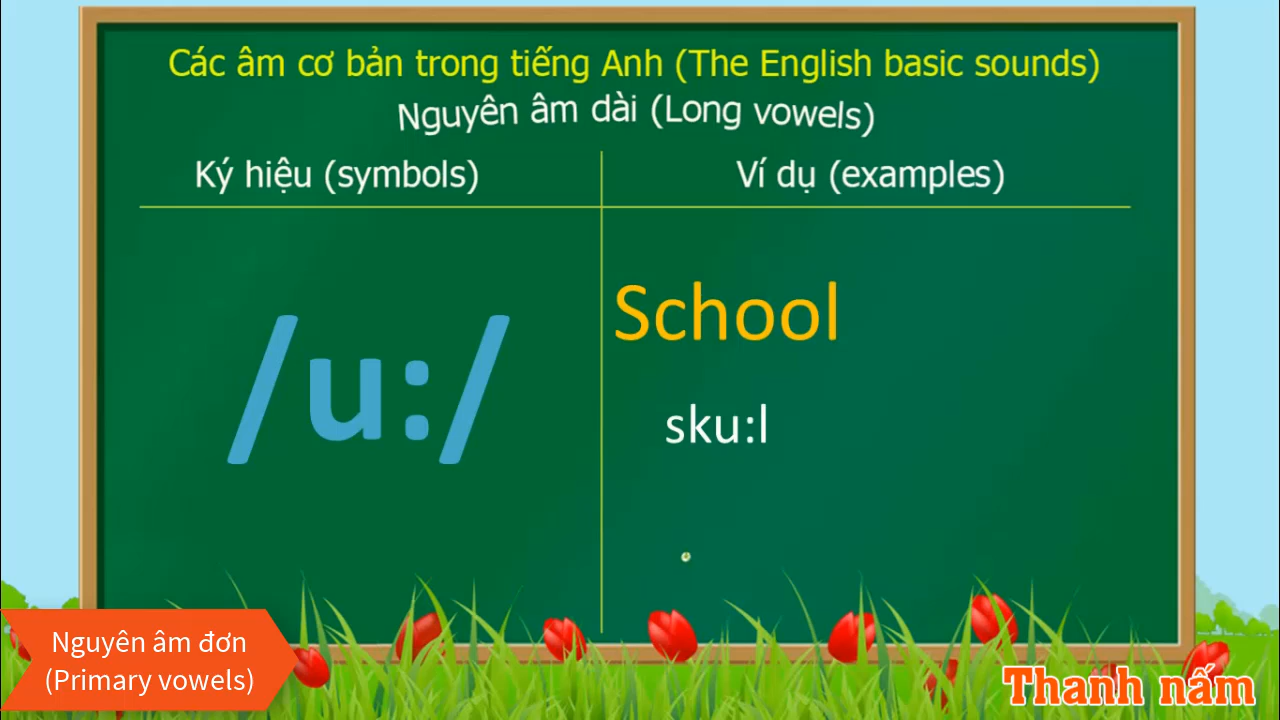 Các âm cơ bản trong tiếng Anh (The English basic sounds)
Nguyên âm dài (Long vowels)
Ký hiệu (symbols)
Ví dụ (examples)
/u:/
School
sku:l
Nguyên âm đơn
(Primary vowels)
Thanh nấm